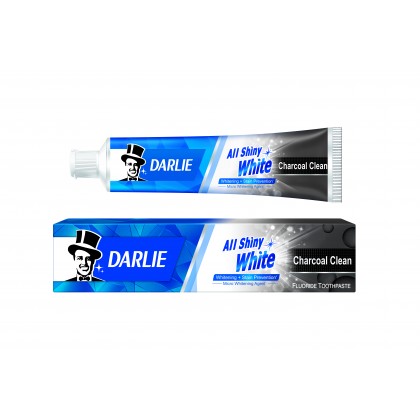 DARLIE
All Shiny
White
Whitening + Stain Prevention
Micro Whitening Agent
Charcoal Clean
DARLIE
All Shiny
White
Whitening + Stain Prevention
Micro Whitening Agent
Charcoal Clean
FLUORIDE TOOTHPASTE